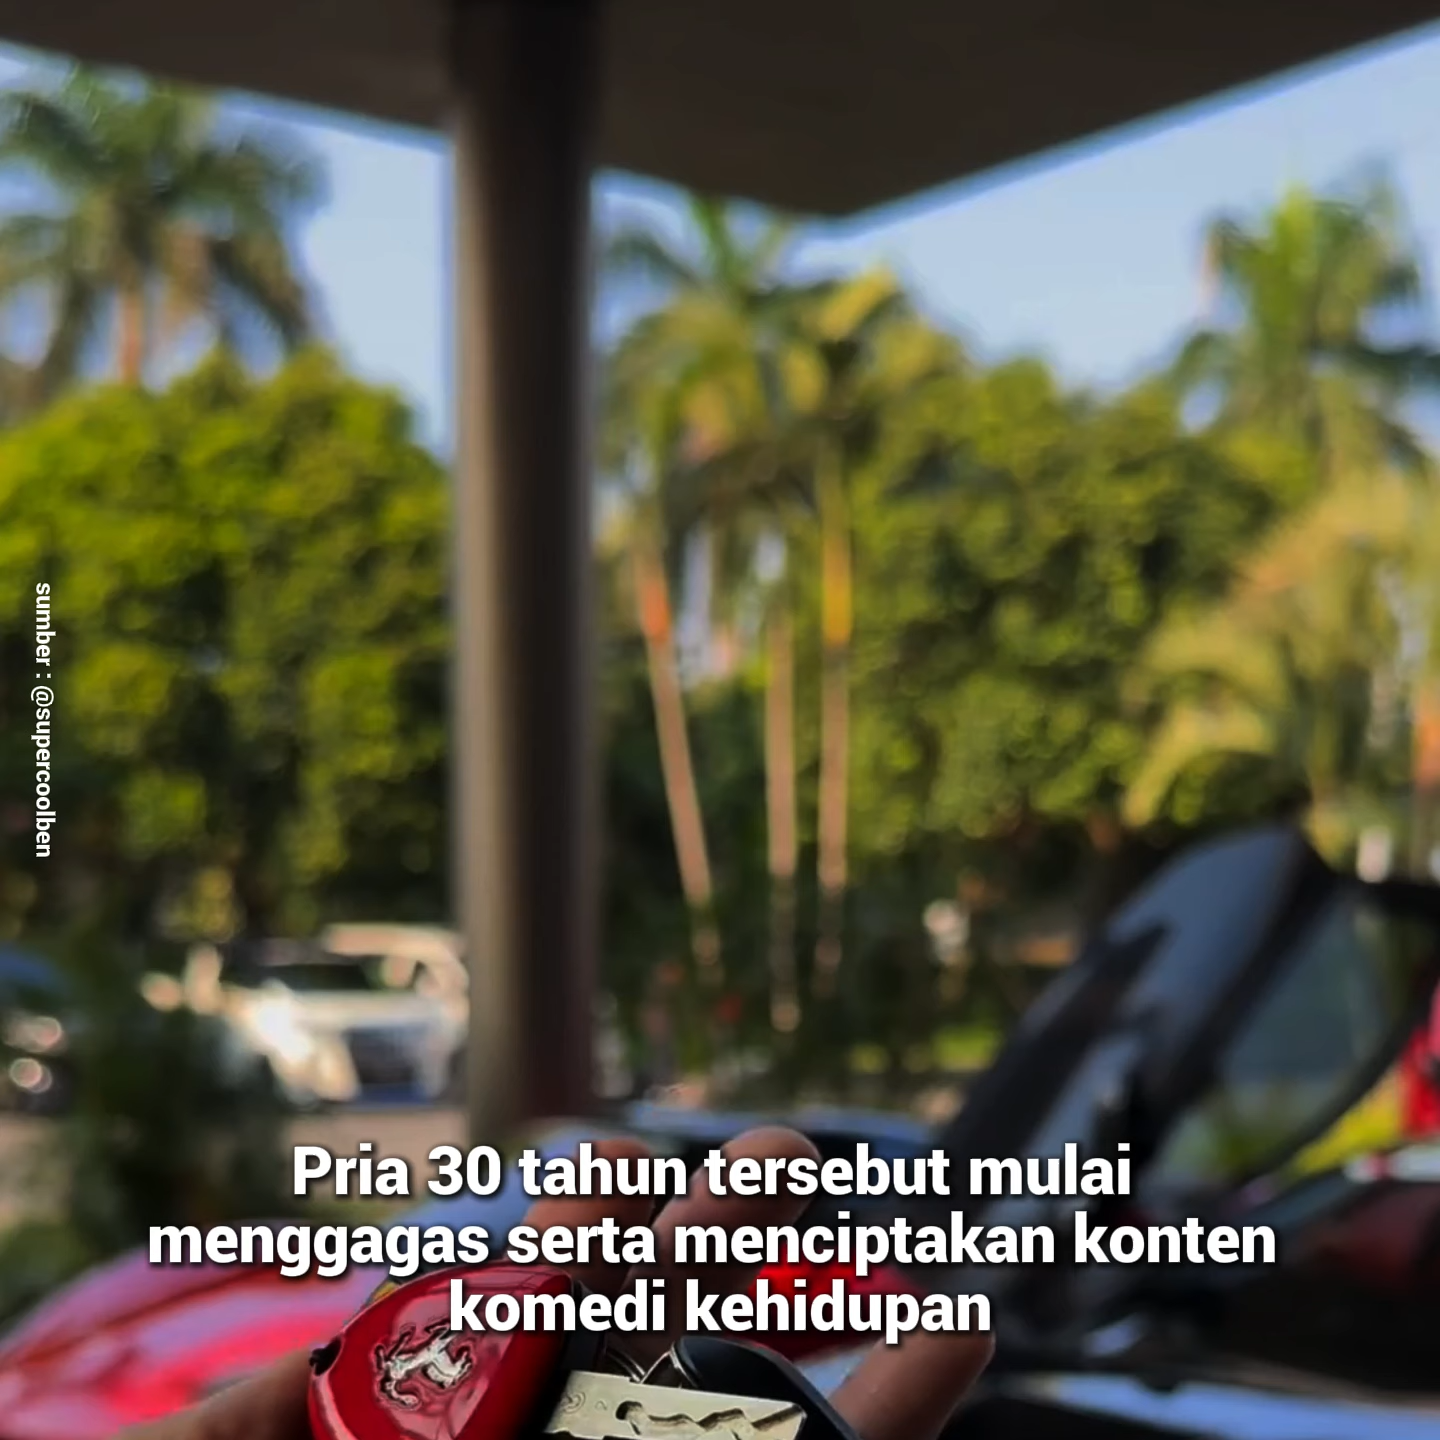 sumber : @supercoolben
Pria 30 tahun tersebut mulai
menggagas serta menciptakan konten
komedi kehidupan